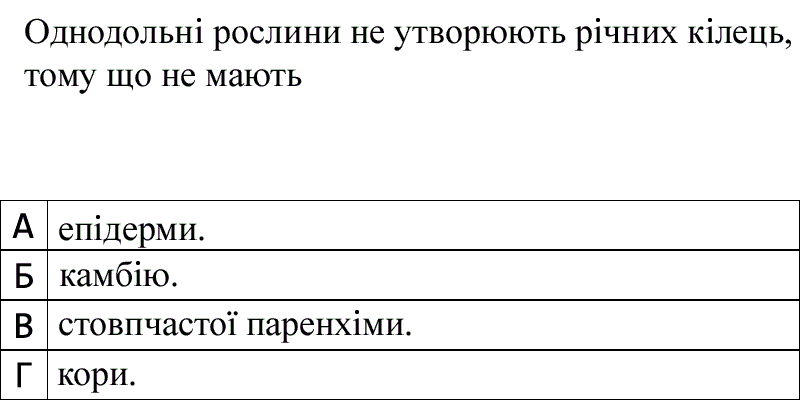 Однодольні рослини не утворюють річних кілець,
тому що не мають
А епідерми.
Б камбію.
В стовпчастої паренхіми.
Г кори.